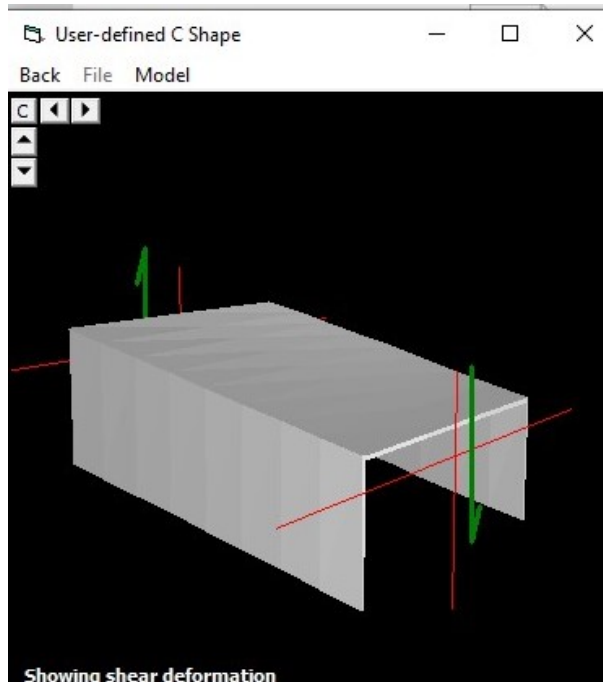 User-defined C Shape
Back File Model
C
Showing shear deformation